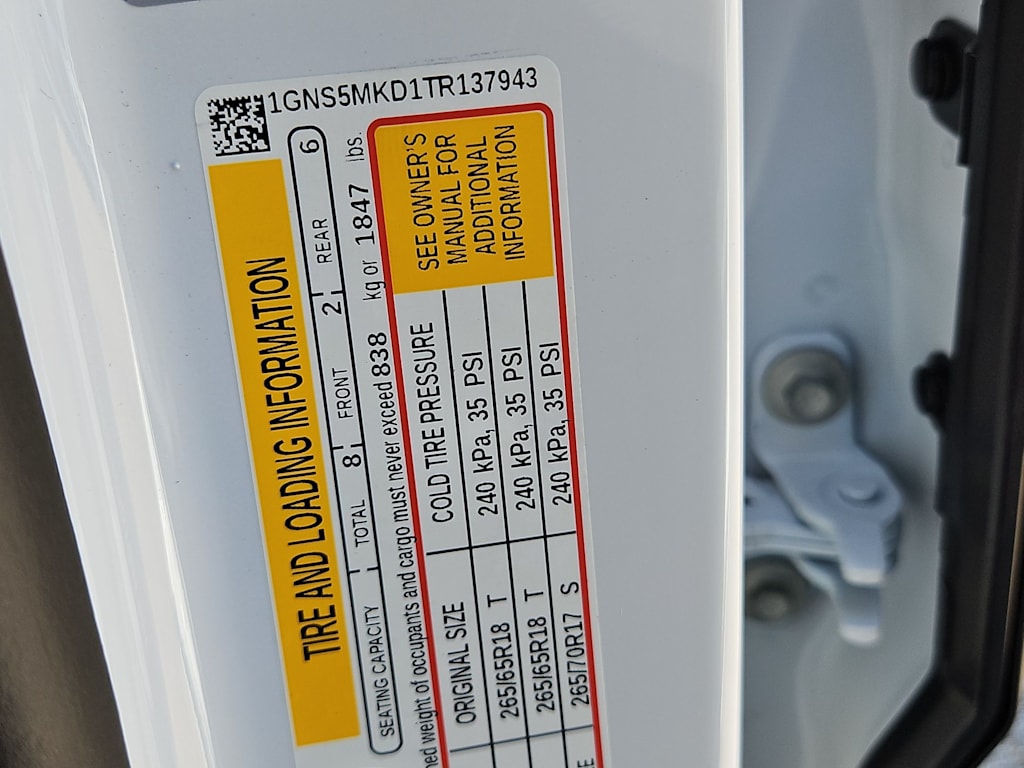 1GNS5MKD1TR137943
TIRE AND LOADING INFORMATION
SEATING CAPACITY TOTAL 8 FRONT 2 REAR 6
weight of occupants and cargo must never exceed 838 kg or 1847 lbs.
ORIGINAL SIZE COLD TIRE PRESSURE
265/65R18 T 240 kPa, 35 PSI
265/65R18 T 240 kPa, 35 PSI
265/70R17 S 240 kPa, 35 PSI
SEE OWNER'S
MANUAL FOR
ADDITIONAL
INFORMATION